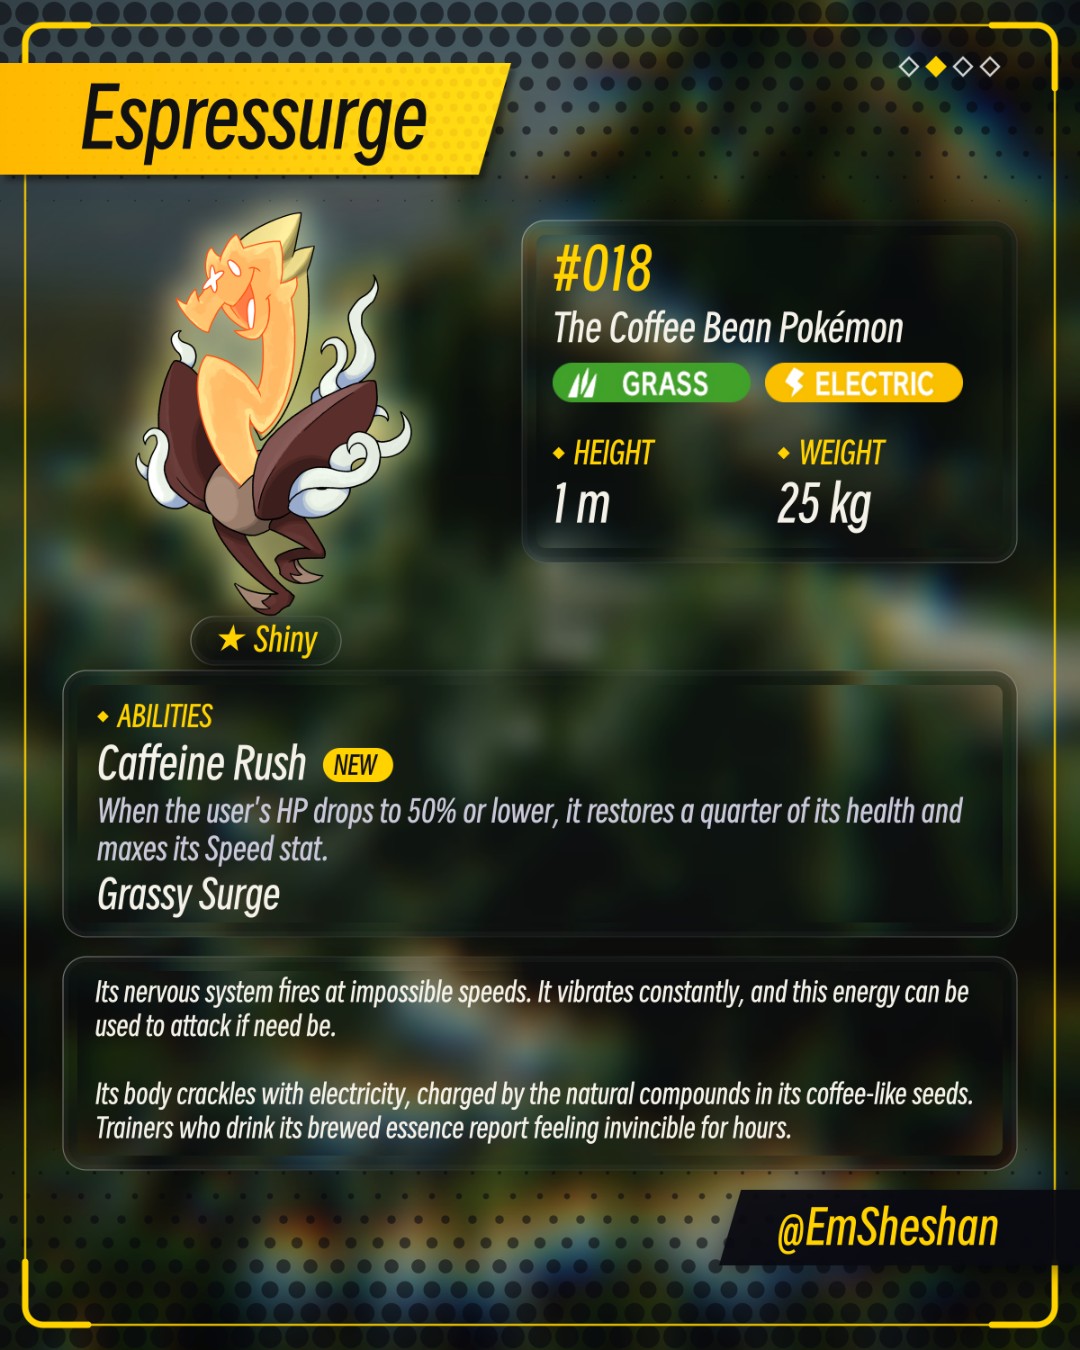 Espressurge
#018
The Coffee Bean Pokémon
GRASS ELECTRIC
HEIGHT WEIGHT
1 m 25 kg
Shiny
ABILITIES
Caffeine Rush NEW
When the user's HP drops to 50% or lower, it restores a quarter of its health and
maxes its Speed stat.
Grassy Surge
Its nervous system fires at impossible speeds. It vibrates constantly, and this energy can be
used to attack if need be.
Its body crackles with electricity, charged by the natural compounds in its coffee-like seeds.
Trainers who drink its brewed essence report feeling invincible for hours.
@EmSheshan